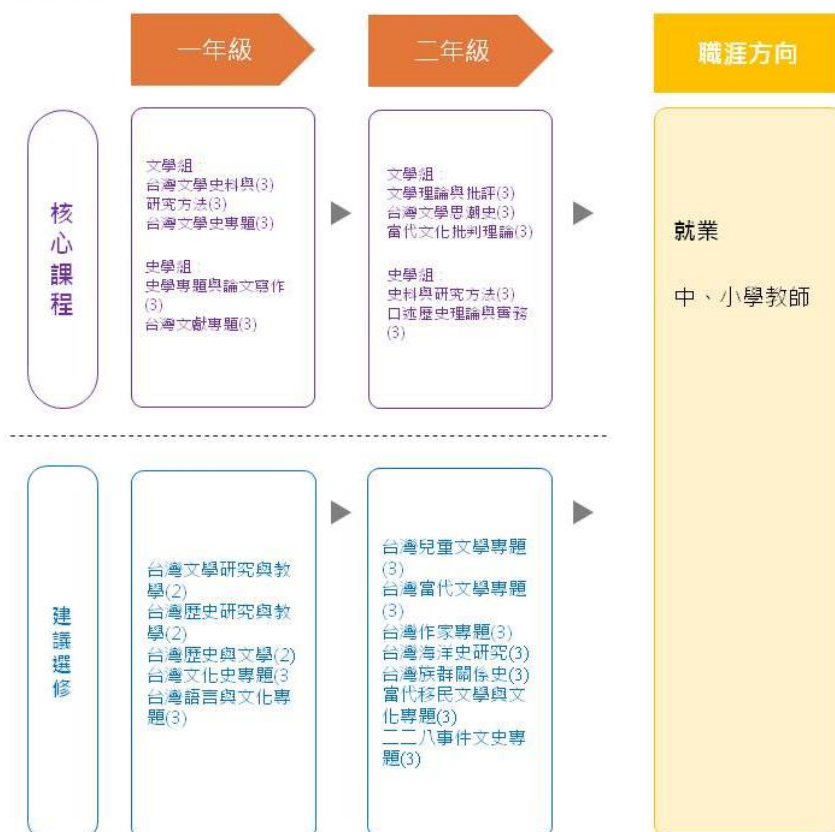 一年級
二年級
職涯方向
核
心
課
程
文學組:
台灣文學史料與(3)
研究方法(3)
台灣文學史專題(3)
史學組:
史學專題與論文寫作
(3)
台灣文獻專題(3)
文學組:
文學理論與批評(3)
台灣文學思潮史(3)
當代文化批判理論(3)
史學組:
史料與研究方法(3)
口述歷史理論與實務
(3)
就業
中、小學教師
建
議
選
修
台灣文學研究與教
學(2)
台灣歷史研究與教
學(2)
台灣歷史與文學(2)
台灣文化史專題(3
台灣語言與文化專
題(3)
台灣兒童文學專題
(3)
台灣當代文學專題
(3)
台灣作家專題(3)
台灣海洋史研究(3)
台灣族群關係史(3)
當代移民文學與文
化專題(3)
二二八事件文史專
題(3)